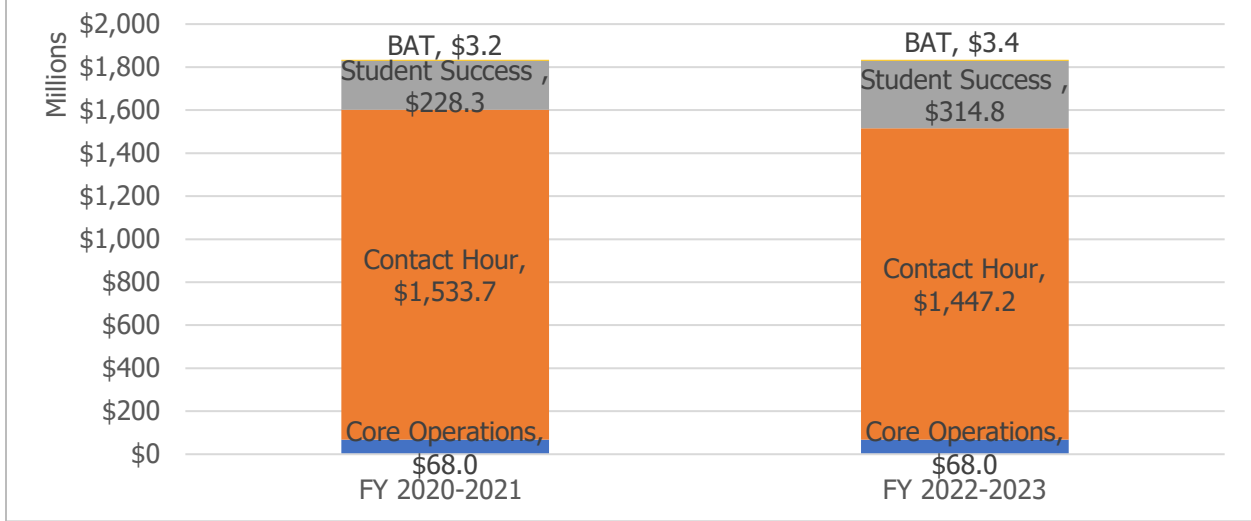 Millions
$2,000
$1,800
$1,600
$1,400
$1,200
$1,000
$800
$600
$400
$200
$0
BAT, $3.2
Student Success ,
$228.3
Contact Hour,
$1,533.7
Core Operations,
$68.0
FY 2020-2021
BAT, $3.4
Student Success ,
$314.8
Contact Hour,
$1,447.2
Core Operations,
$68.0
FY 2022-2023